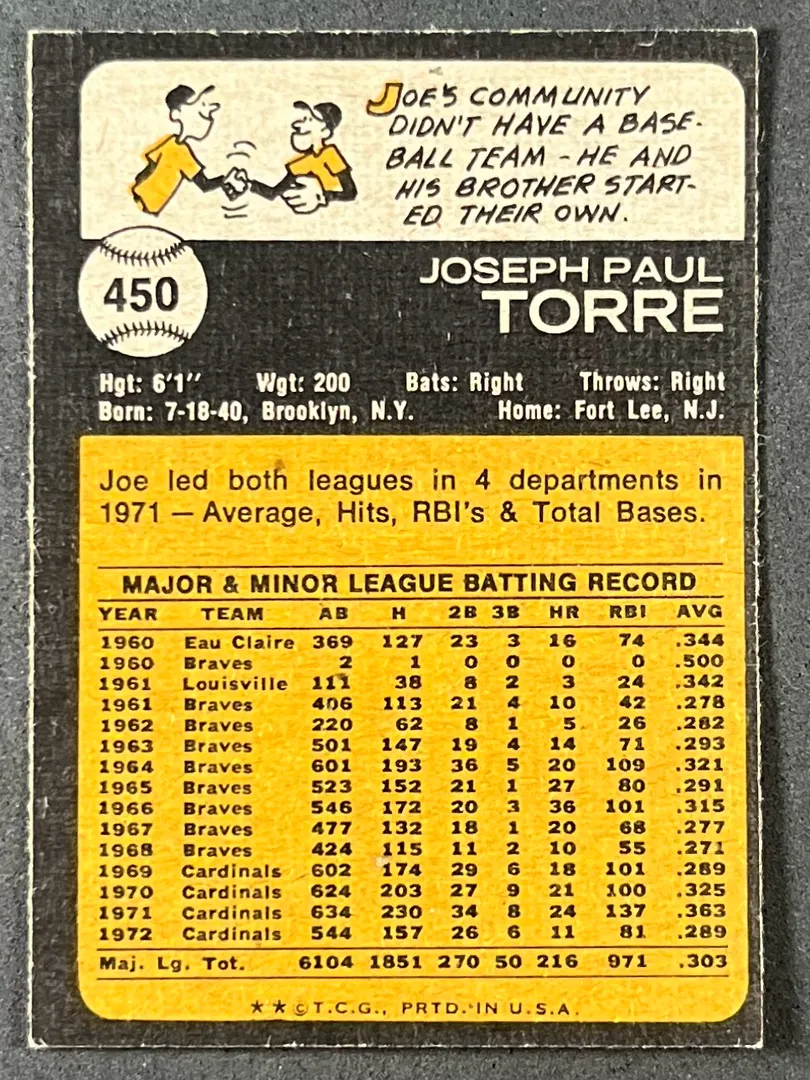 JOE'S COMMUNITY
DIDN'T HAVE A BASE-
BALL TEAM - HE AND
HIS BROTHER START-
ED THEIR OWN.
450
JOSEPH PAUL
TORRE
Hgt: 6'1" Wgt: 200 Bats: Right Throws: Right
Born: 7-18-40, Brooklyn, N.Y. Home: Fort Lee, N.J.
Joe led both leagues in 4 departments in
1971 — Average, Hits, RBI's & Total Bases.
MAJOR & MINOR LEAGUE BATTING RECORD
YEAR TEAM AB H 2B 3B HR RBI AVG
1960 Eau Claire 369 127 23 3 16 74 .344
1960 Braves 2 1 0 0 0 0 .500
1961 Louisville 111 38 8 2 3 24 .342
1961 Braves 406 113 21 4 10 42 .278
1962 Braves 220 62 8 1 5 26 .282
1963 Braves 501 147 19 4 14 71 .293
1964 Braves 601 193 36 5 20 109 .321
1965 Braves 523 152 21 1 27 80 .291
1966 Braves 546 172 20 3 36 101 .315
1967 Braves 477 132 18 1 20 68 .277
1968 Braves 424 115 11 2 10 55 .271
1969 Cardinals 602 174 29 6 18 101 .289
1970 Cardinals 624 203 27 9 21 100 .325
1971 Cardinals 634 230 34 8 24 137 .363
1972 Cardinals 544 157 26 6 11 81 .289
Maj. Lg. Tot. 6104 1851 270 50 216 971 .303
★★©T.C.G., PRTD. IN U.S.A.